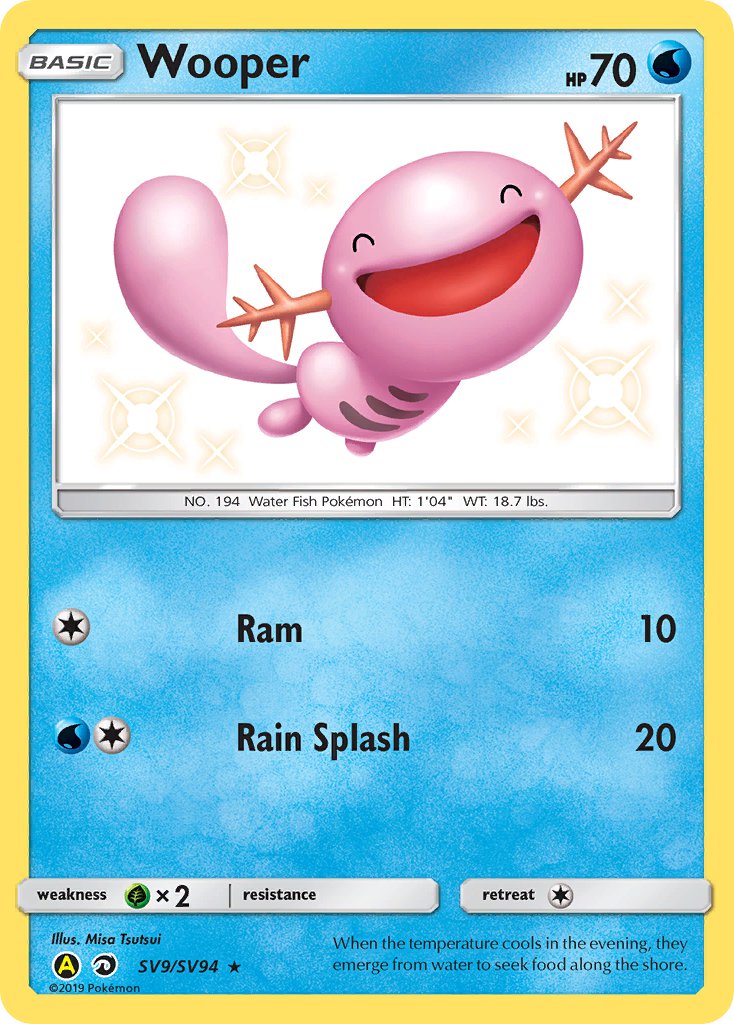 BASIC Wooper HP 70
NO. 194 Water Fish Pokémon HT: 1'04" WT: 18.7 lbs.
Ram 10
Rain Splash 20
weakness × 2 resistance retreat
Illus. Misa Tsutsui
A SV9/SV94 ★
©2019 Pokémon
When the temperature cools in the evening, they
emerge from water to seek food along the shore.